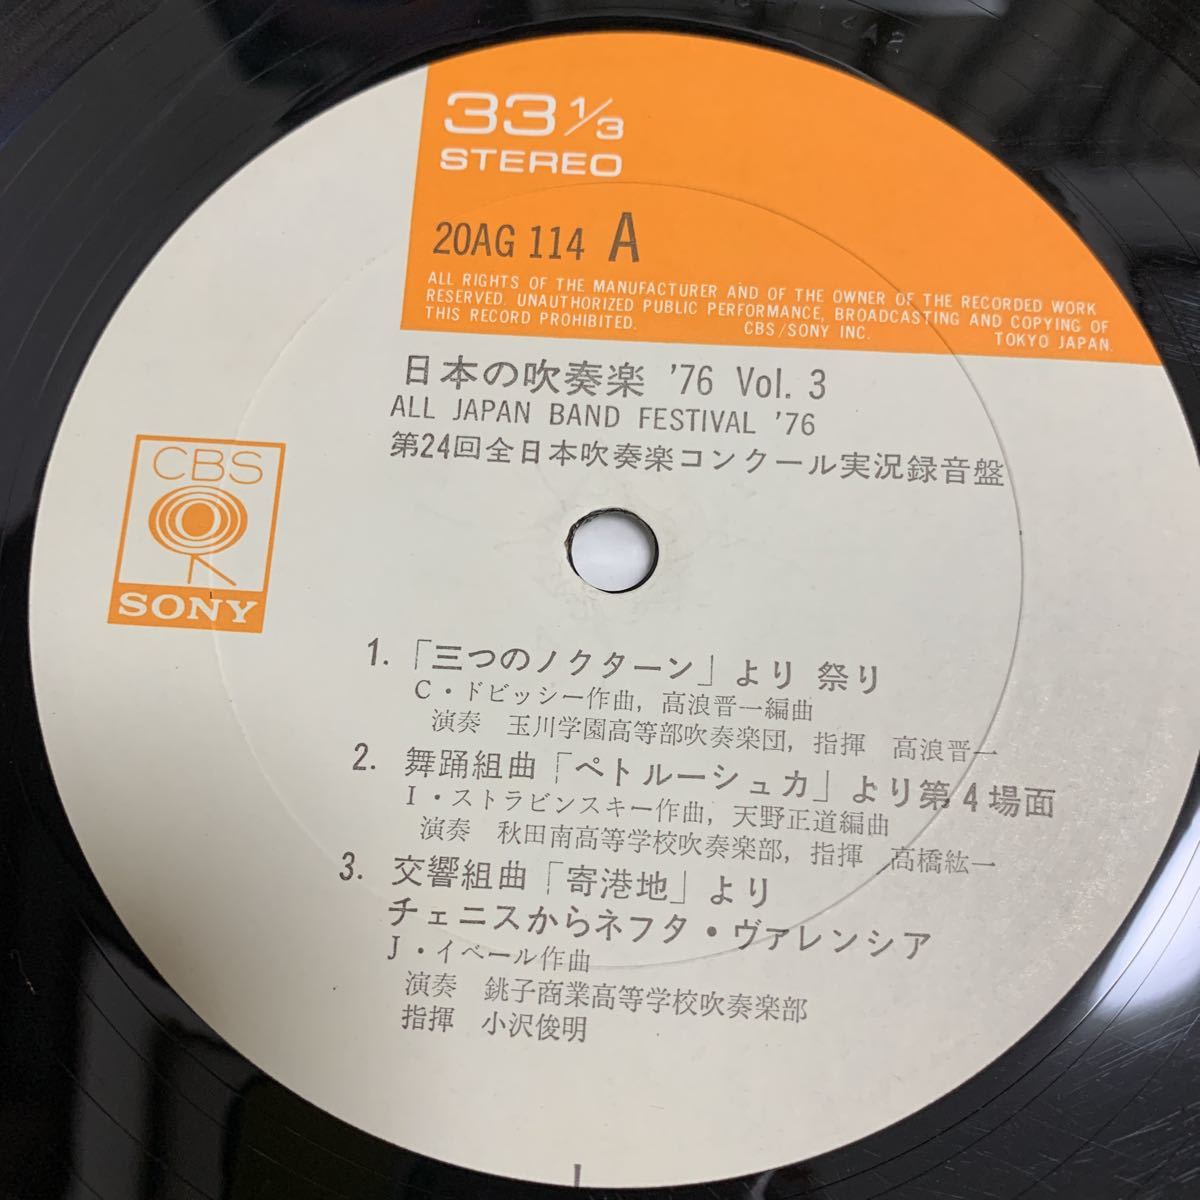 33 1/3
STEREO
20AG 114 A
ALL RIGHTS OF THE MANUFACTURER AND OF THE OWNER OF THE RECORDED WORK
RESERVED. UNAUTHORIZED PUBLIC PERFORMANCE, BROADCASTING AND COPYING OF
THIS RECORD PROHIBITED. CBS/SONY INC. TOKYO JAPAN.
日本の吹奏楽 '76 Vol. 3
ALL JAPAN BAND FESTIVAL '76
第24回全日本吹奏楽コンクール実況録音盤
CBS
SONY
1. 「三つのノクターン」より 祭り
C・ドビッシー作曲, 高浪晋一編曲
演奏 玉川学園高等部吹奏楽団, 指揮 高浪晋一
2. 舞踊組曲「ペトルーシュカ」より第4場面
I・ストラビンスキー作曲, 天野正道編曲
演奏 秋田南高等学校吹奏楽部, 指揮 高橋紘一
3. 交響組曲「寄港地」より
チェニスからネフタ・ヴァレンシア
J・イベール作曲
演奏 銚子商業高等学校吹奏楽部
指揮 小沢俊明